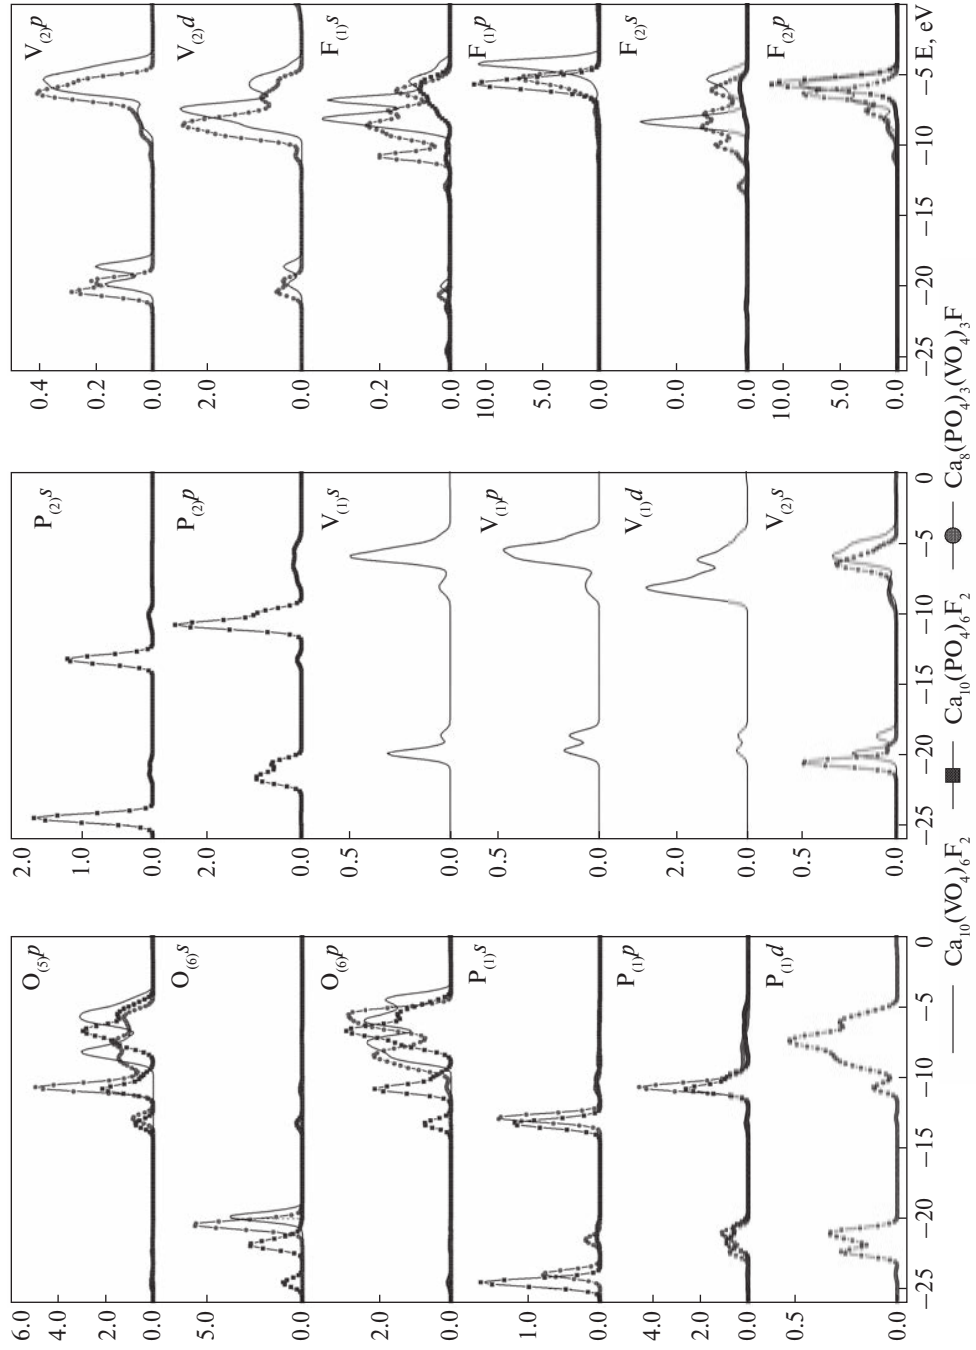 6.0
4.0
2.0
0.0
O₍₅₎p
5.0
0.0
O₍₆₎s
2.0
0.0
O₍₆₎p
1.0
0.0
P₍₁₎s
4.0
2.0
0.0
P₍₁₎p
0.5
0.0
P₍₁₎d
−25 −20 −15 −10 −5 0
2.0
1.0
0.0
P₍₂₎s
2.0
0.0
P₍₂₎p
0.5
0.0
V₍₁₎s
0.5
0.0
V₍₁₎p
2.0
0.0
V₍₁₎d
0.5
0.0
V₍₂₎s
−25 −20 −15 −10 −5 0
0.4
0.2
0.0
V₍₂₎p
2.0
0.0
V₍₂₎d
0.2
0.0
F₍₁₎s
10.0
5.0
0.0
F₍₁₎p
0.0
0.0
F₍₂₎s
10.0
5.0
0.0
F₍₂₎p
−25 −20 −15 −10 −5 E, eV
Ca₁₀(VO₄)₆F₂ Ca₁₀(PO₄)₆F₂ Ca₈(PO₄)₃(VO₄)₃F